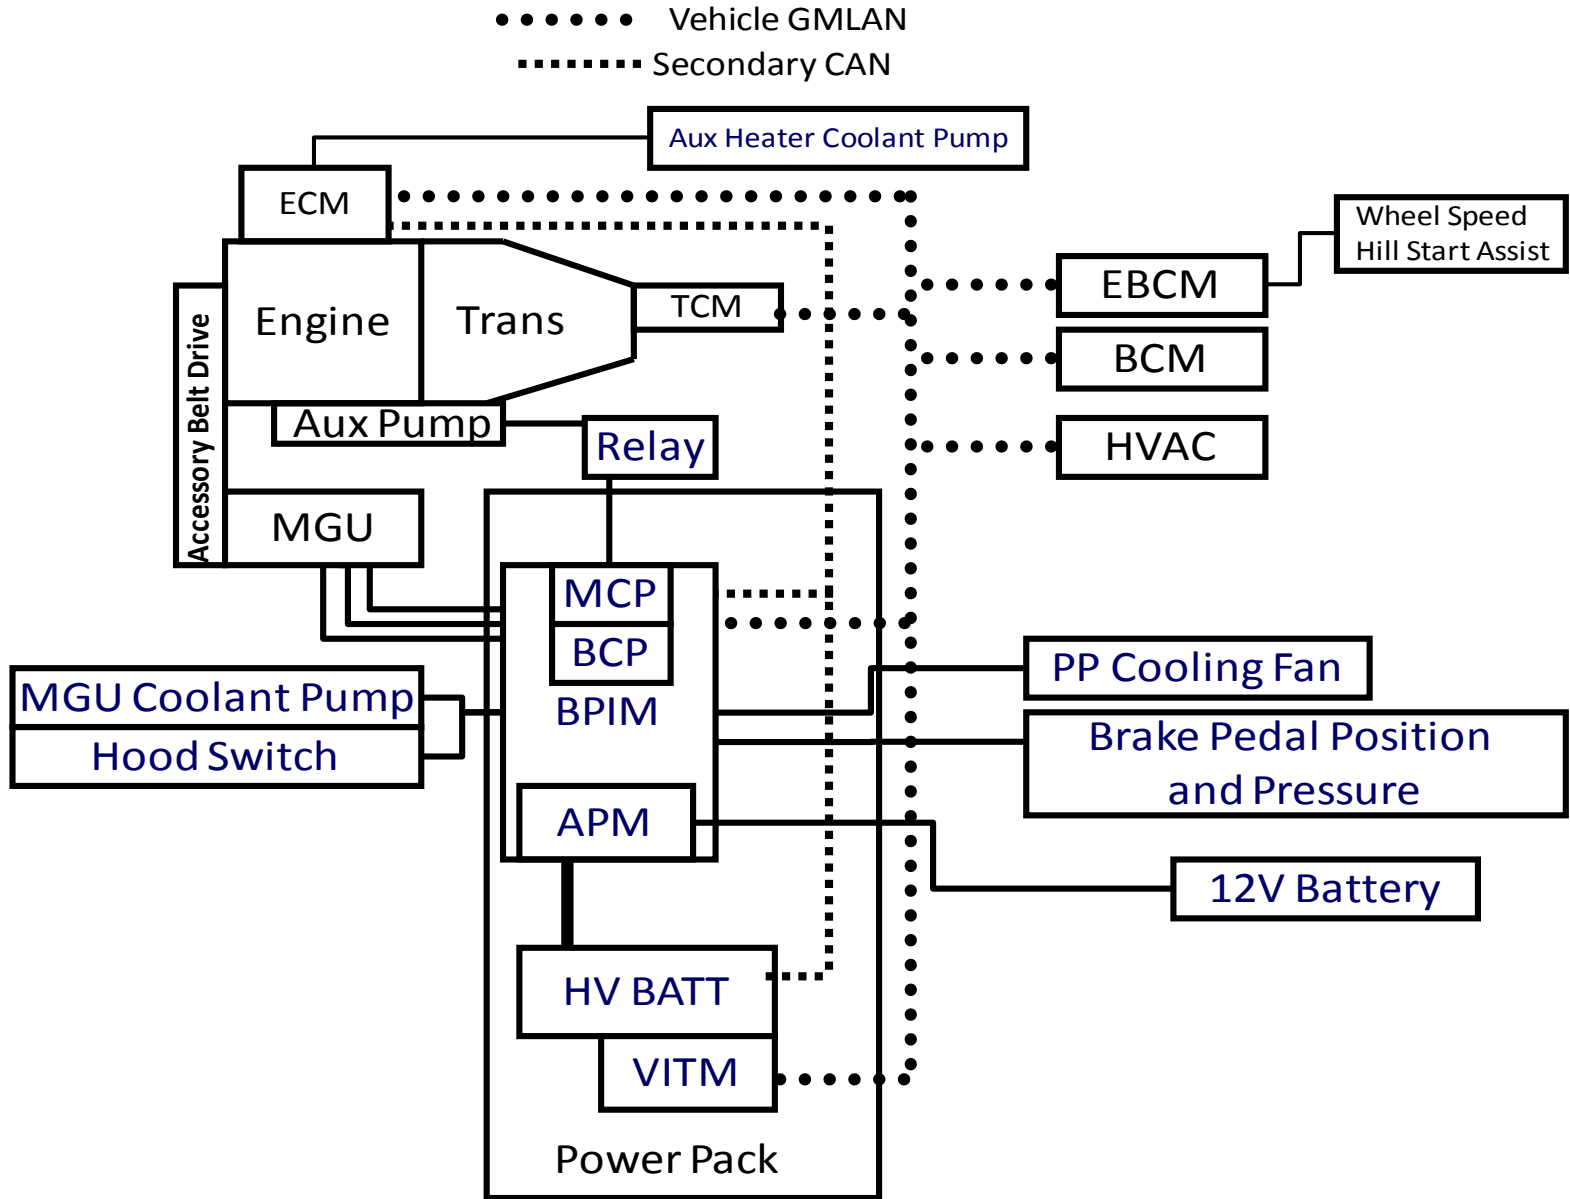 Vehicle GMLAN
Secondary CAN
Aux Heater Coolant Pump
ECM
Wheel Speed
Hill Start Assist
EBCM
Engine
Trans
TCM
BCM
Accessory Belt Drive
Aux Pump
Relay
HVAC
MGU
MCP
BCP
BPIM
MGU Coolant Pump
Hood Switch
PP Cooling Fan
Brake Pedal Position
and Pressure
APM
12V Battery
HV BATT
VITM
Power Pack